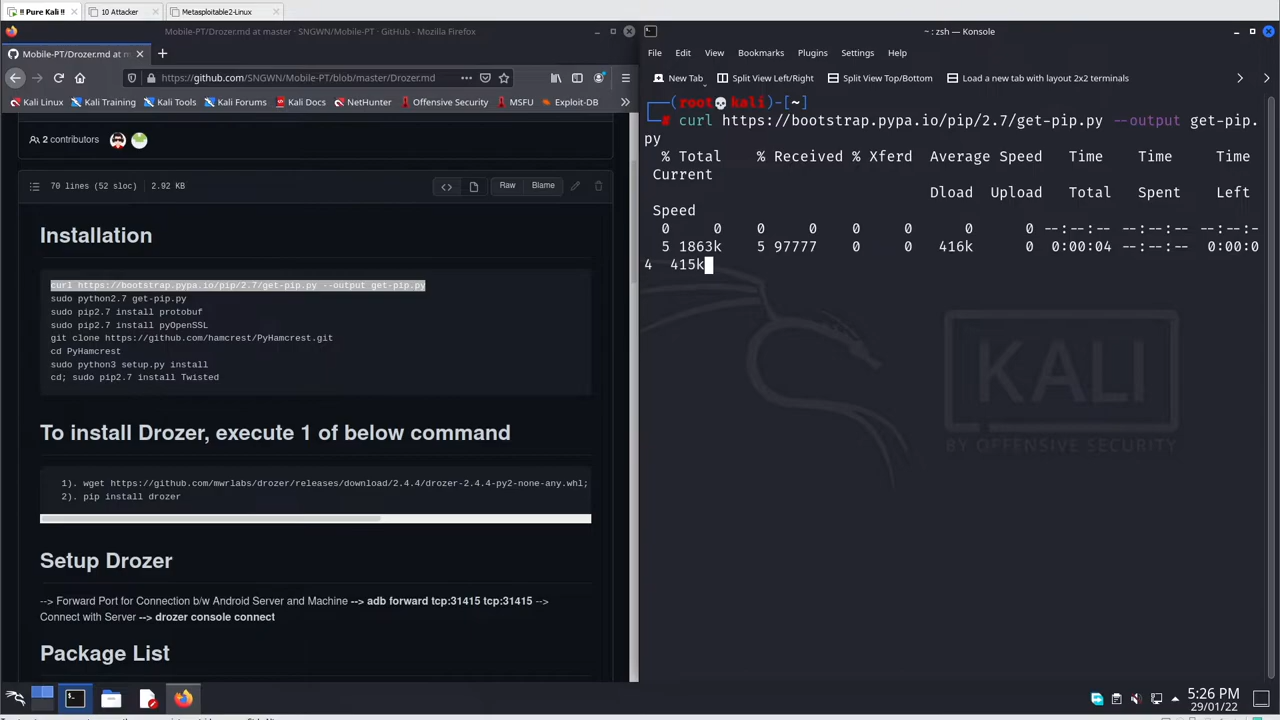 !! Pure Kali !!
10 Attacker
Metasploitable2-Linux
Mobile-PT/Drozer.md at master · SNGWN/Mobile-PT · GitHub - Mozilla Firefox
Mobile-PT/Drozer.md at m
https://github.com/SNGWN/Mobile-PT/blob/master/Drozer.md
Kali Linux
Kali Training
Kali Tools
Kali Forums
Kali Docs
NetHunter
Offensive Security
MSFU
Exploit-DB
2 contributors
70 lines (52 sloc)
2.92 KB
Raw
Blame
Installation
curl https://bootstrap.pypa.io/pip/2.7/get-pip.py --output get-pip.py
sudo python2.7 get-pip.py
sudo pip2.7 install protobuf
sudo pip2.7 install pyOpenSSL
git clone https://github.com/hamcrest/PyHamcrest.git
cd PyHamcrest
sudo python3 setup.py install
cd; sudo pip2.7 install Twisted
To install Drozer, execute 1 of below command
1). wget https://github.com/mwrlabs/drozer/releases/download/2.4.4/drozer-2.4.4-py2-none-any.whl;
2). pip install drozer
Setup Drozer
--> Forward Port for Connection b/w Android Server and Machine --> adb forward tcp:31415 tcp:31415 -->
Connect with Server --> drozer console connect
Package List
~ : zsh — Konsole
File Edit View Bookmarks Plugins Settings Help
New Tab
Split View Left/Right
Split View Top/Bottom
Load a new tab with layout 2x2 terminals
(root💀kali)-[~]
# curl https://bootstrap.pypa.io/pip/2.7/get-pip.py --output get-pip.
py
% Total % Received % Xferd Average Speed Time Time Time
Current
Dload Upload Total Spent Left
Speed
0 0 0 0 0 0 0 0 --:--:-- --:--:-- --:--:-
5 1863k 5 97777 0 0 416k 0 0:00:04 --:--:-- 0:00:0
4 415k
KALI
BY OFFENSIVE SECURITY
5:26 PM
29/01/22